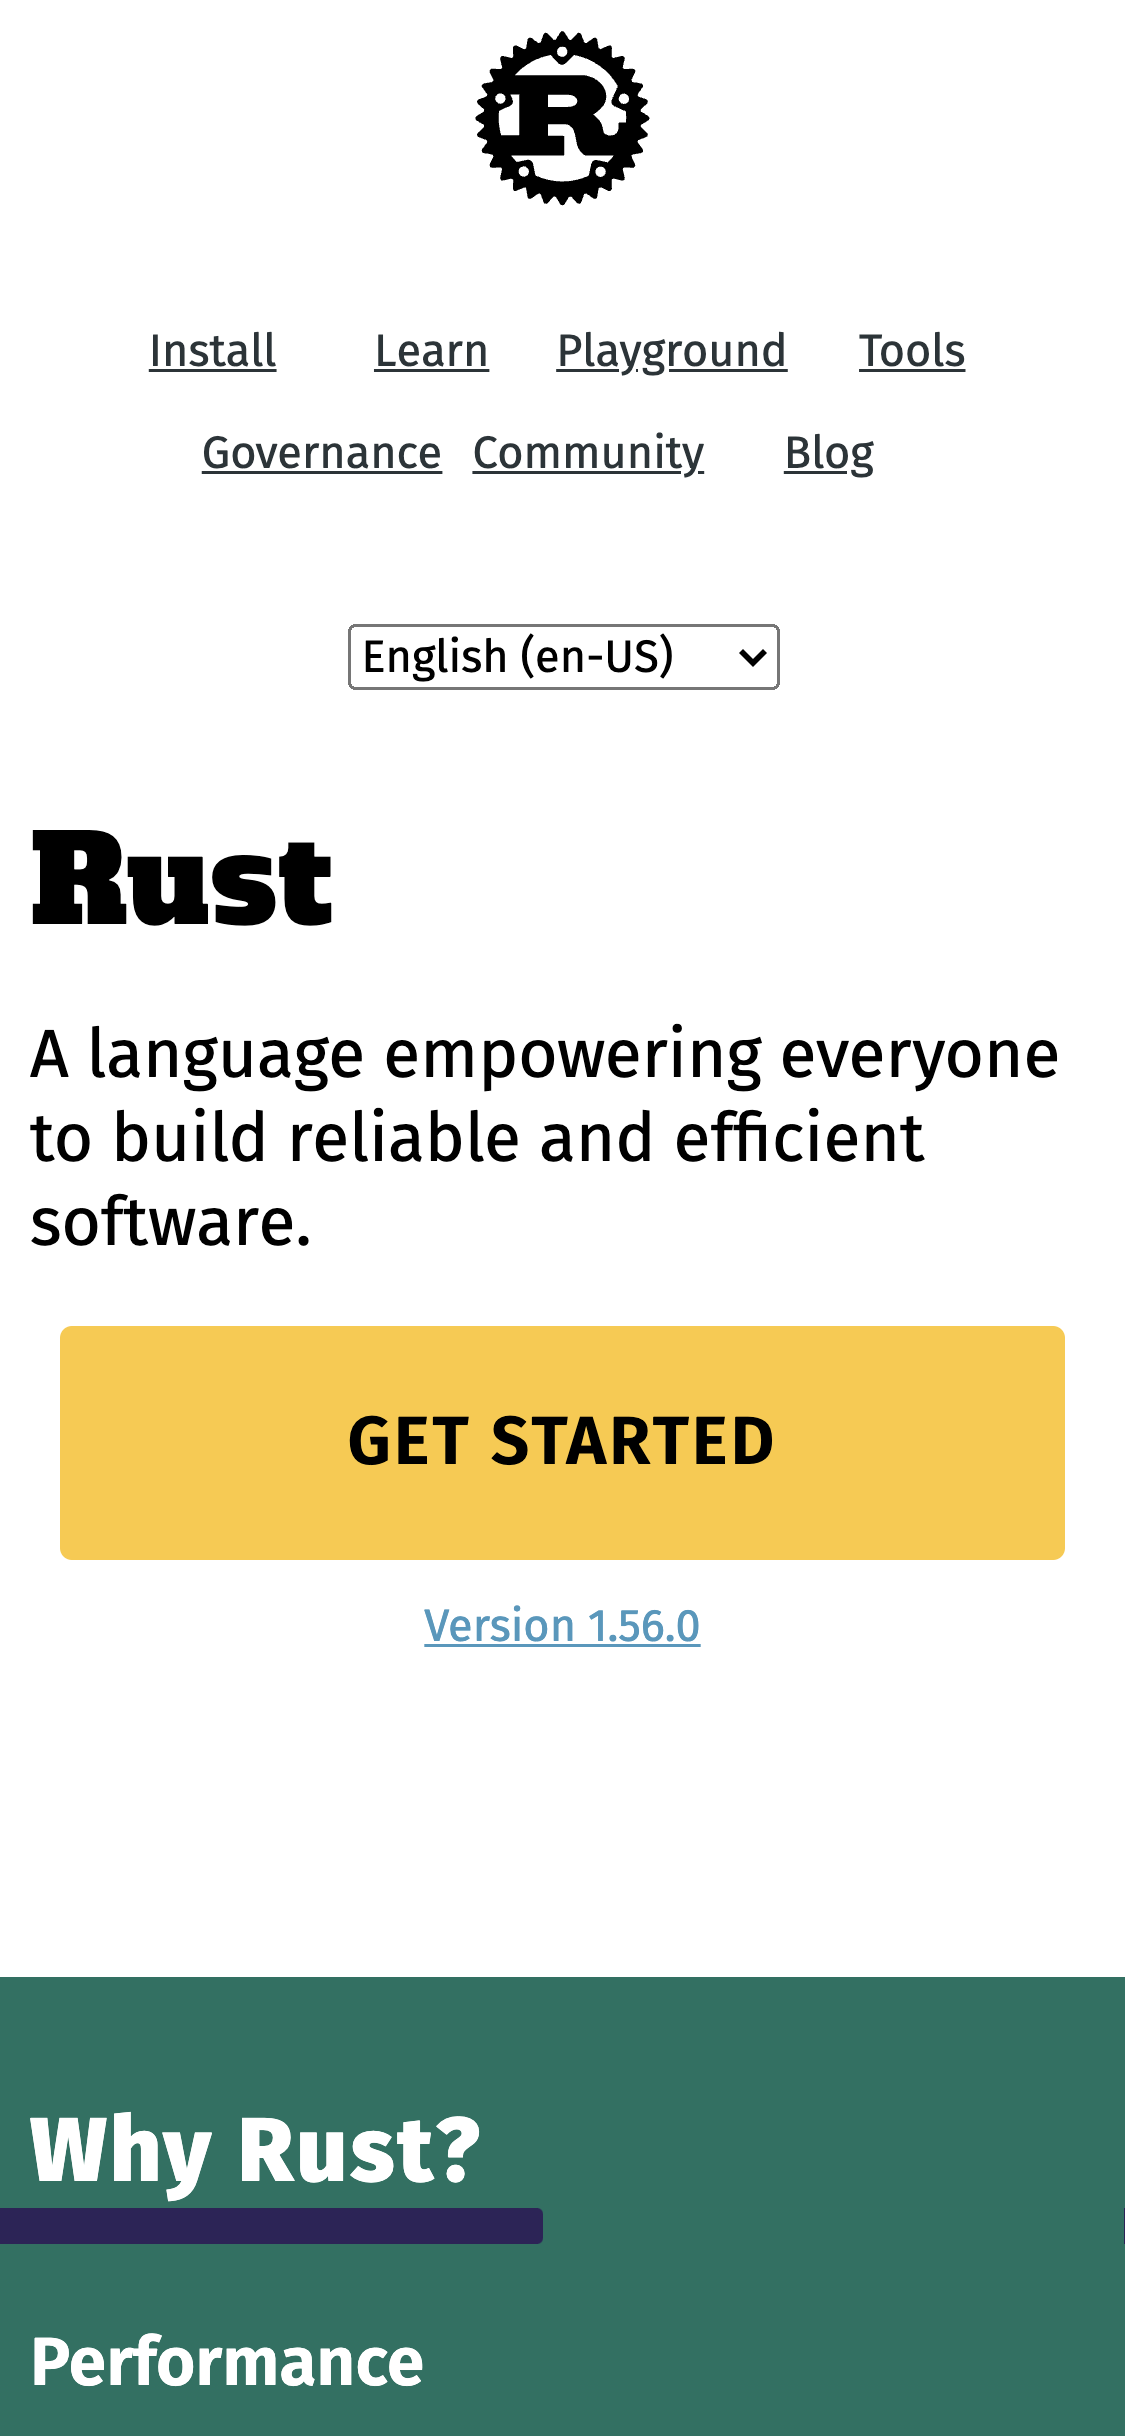 R
Install Learn Playground Tools
Governance Community Blog
English (en-US)
Rust
A language empowering everyone
to build reliable and efficient
software.
GET STARTED
Version 1.56.0
Why Rust?
Performance